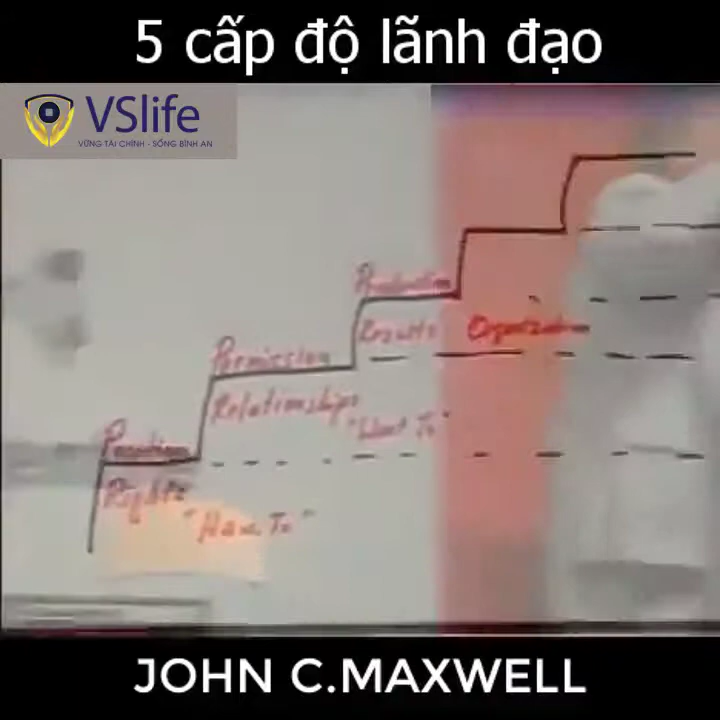 5 cấp độ lãnh đạo
VSlife
VỮNG TÀI CHÍNH - SỐNG BÌNH AN
Production
Results
Organization
Permission
Relationships
"Want To"
Position
Rights
"Have To"
JOHN C.MAXWELL